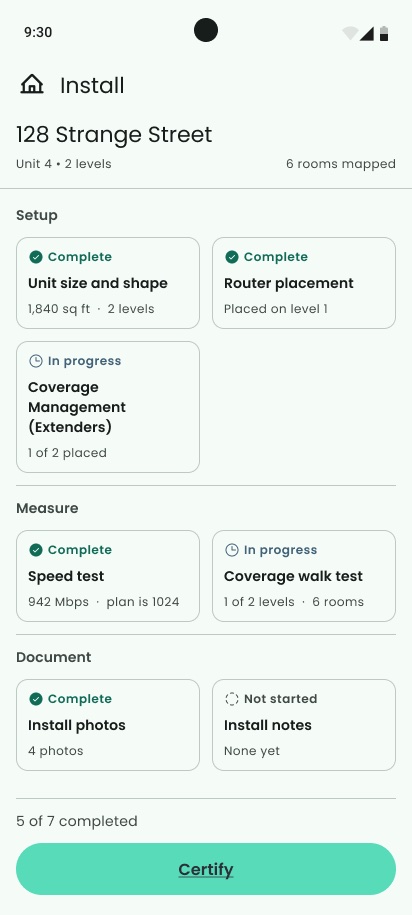 9:30
Install
128 Strange Street
Unit 4 • 2 levels
6 rooms mapped
Setup
Complete
Unit size and shape
1,840 sq ft · 2 levels
Complete
Router placement
Placed on level 1
In progress
Coverage
Management
(Extenders)
1 of 2 placed
Measure
Complete
Speed test
942 Mbps · plan is 1024
In progress
Coverage walk test
1 of 2 levels · 6 rooms
Document
Complete
Install photos
4 photos
Not started
Install notes
None yet
5 of 7 completed
Certify